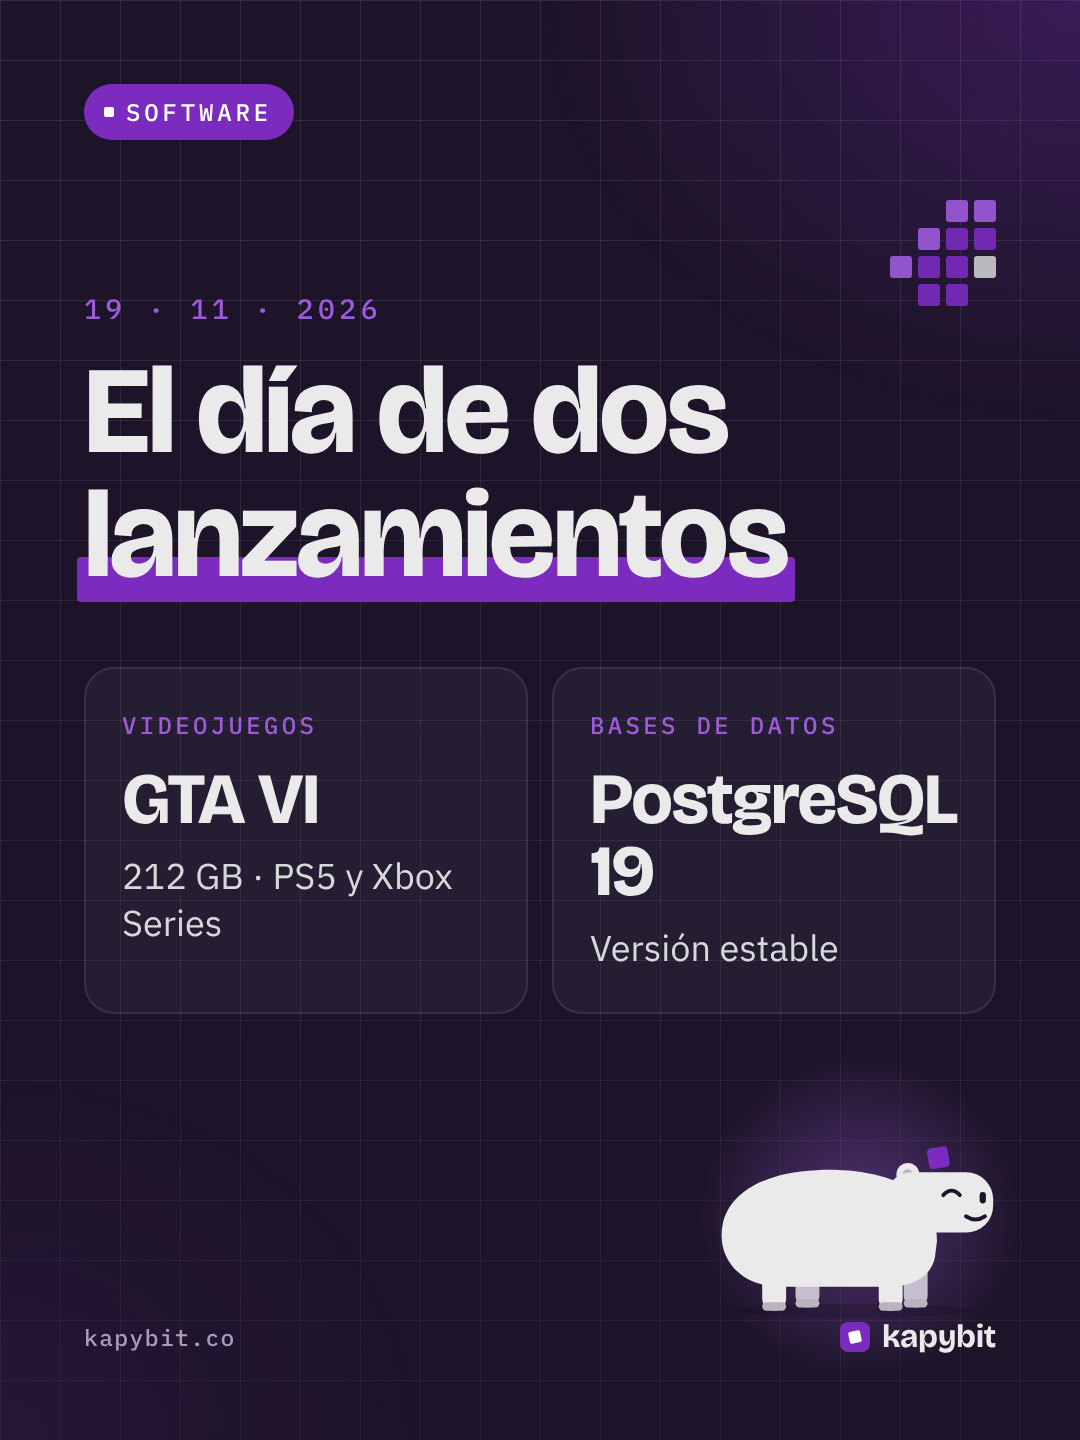 SOFTWARE
19 · 11 · 2026
El día de dos
lanzamientos
VIDEOJUEGOS
GTA VI
212 GB · PS5 y Xbox
Series
BASES DE DATOS
PostgreSQL
19
Versión estable
kapybit.co
kapybit